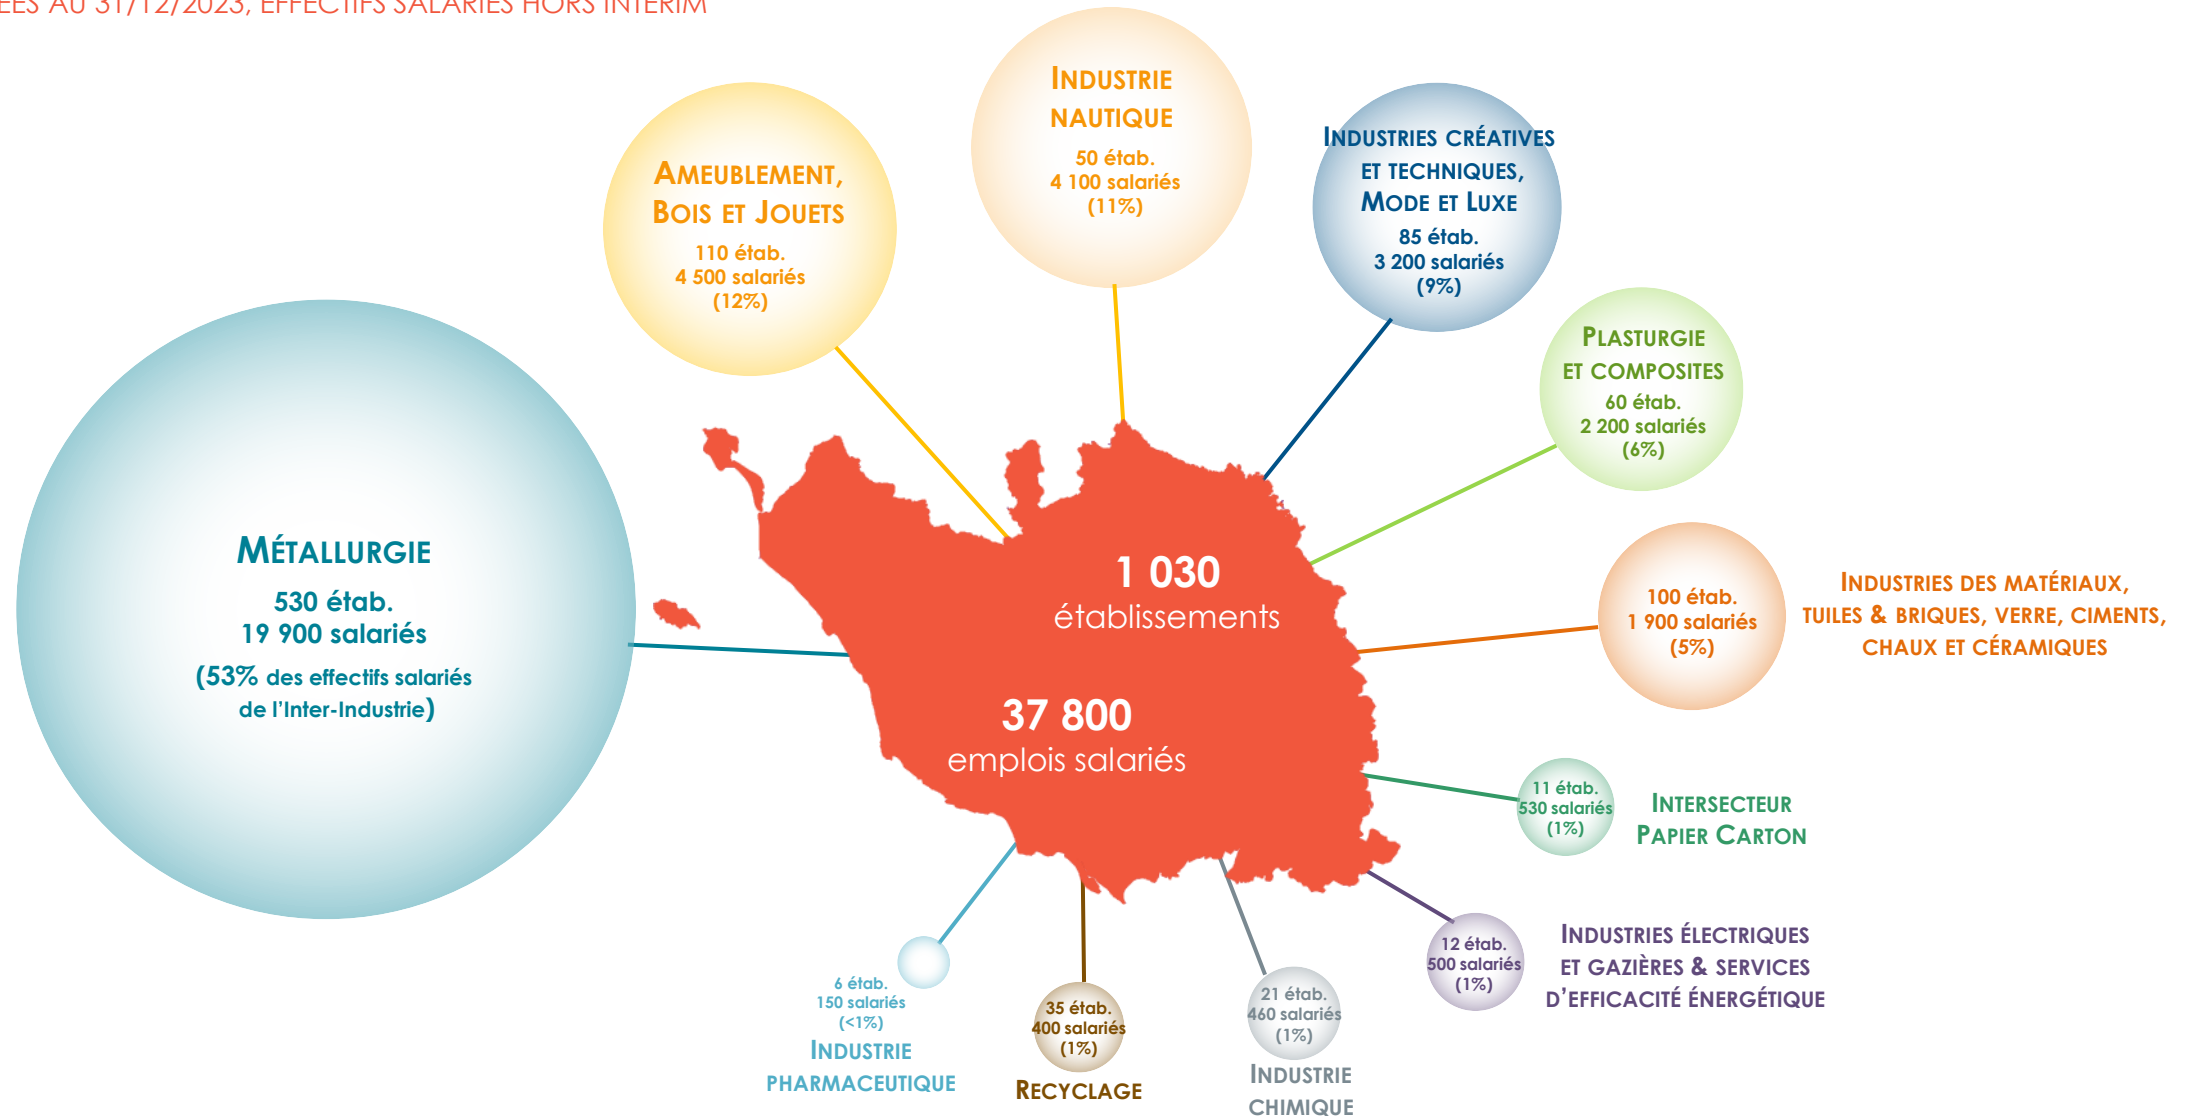 ÉES AU 31/12/2023, EFFECTIFS SALARIÉS HORS INTÉRIM
INDUSTRIE
NAUTIQUE
50 étab.
4 100 salariés
(11%)
AMEUBLEMENT,
BOIS ET JOUETS
110 étab.
4 500 salariés
(12%)
INDUSTRIES CRÉATIVES
ET TECHNIQUES,
MODE ET LUXE
85 étab.
3 200 salariés
(9%)
PLASTURGIE
ET COMPOSITES
60 étab.
2 200 salariés
(6%)
MÉTALLURGIE
530 étab.
19 900 salariés
(53% des effectifs salariés
de l’Inter-Industrie)
1 030
établissements
37 800
emplois salariés
100 étab.
1 900 salariés
(5%)
INDUSTRIES DES MATÉRIAUX,
TUILES & BRIQUES, VERRE, CIMENTS,
CHAUX ET CÉRAMIQUES
11 étab.
530 salariés
(1%)
INTERSECTEUR
PAPIER CARTON
12 étab.
500 salariés
(1%)
INDUSTRIES ÉLECTRIQUES
ET GAZIÈRES & SERVICES
D’EFFICACITÉ ÉNERGÉTIQUE
6 étab.
150 salariés
(<1%)
INDUSTRIE
PHARMACEUTIQUE
35 étab.
400 salariés
(1%)
RECYCLAGE
21 étab.
460 salariés
(1%)
INDUSTRIE
CHIMIQUE